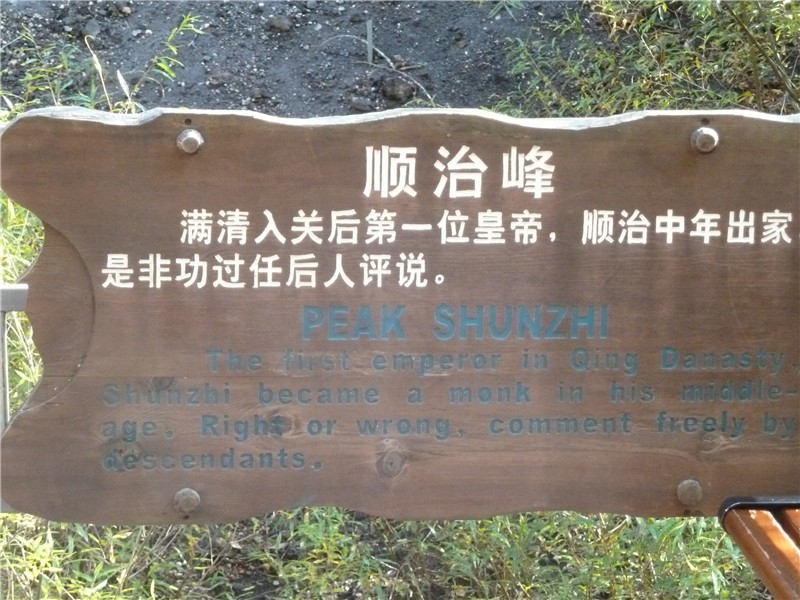 顺治峰
满清入关后第一位皇帝，顺治中年出家，
是非功过任后人评说。
PEAK SHUNZHI
The first emperor in Qing Danasty,
Shunzhi became a monk in his middle-
age. Right or wrong, comment freely by
descendants.